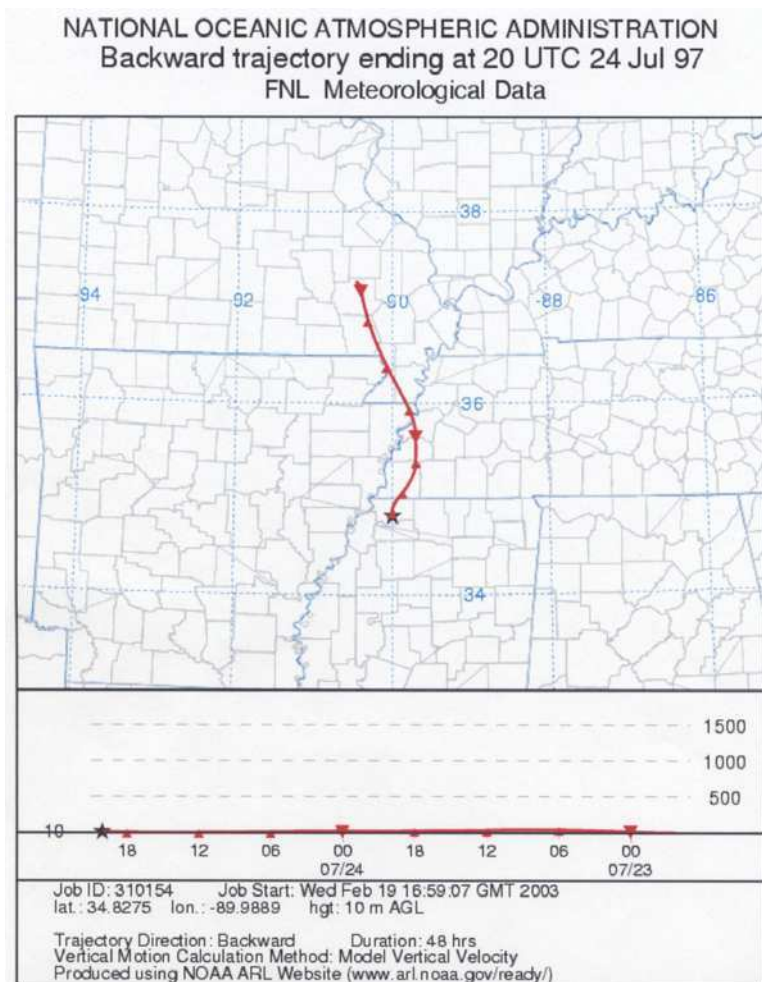 NATIONAL OCEANIC ATMOSPHERIC ADMINISTRATION
Backward trajectory ending at 20 UTC 24 Jul 97
FNL Meteorological Data
38
94
92
90
88
86
36
34
1500
1000
500
10
18 12 06 00 18 12 06 00
07/24 07/23
Job ID: 310154 Job Start: Wed Feb 19 16:59:07 GMT 2003
lat.: 34.8275 lon.: -89.9889 hgt: 10 m AGL
Trajectory Direction: Backward Duration: 48 hrs
Vertical Motion Calculation Method: Model Vertical Velocity
Produced using NOAA ARL Website (www.arl.noaa.gov/ready/)